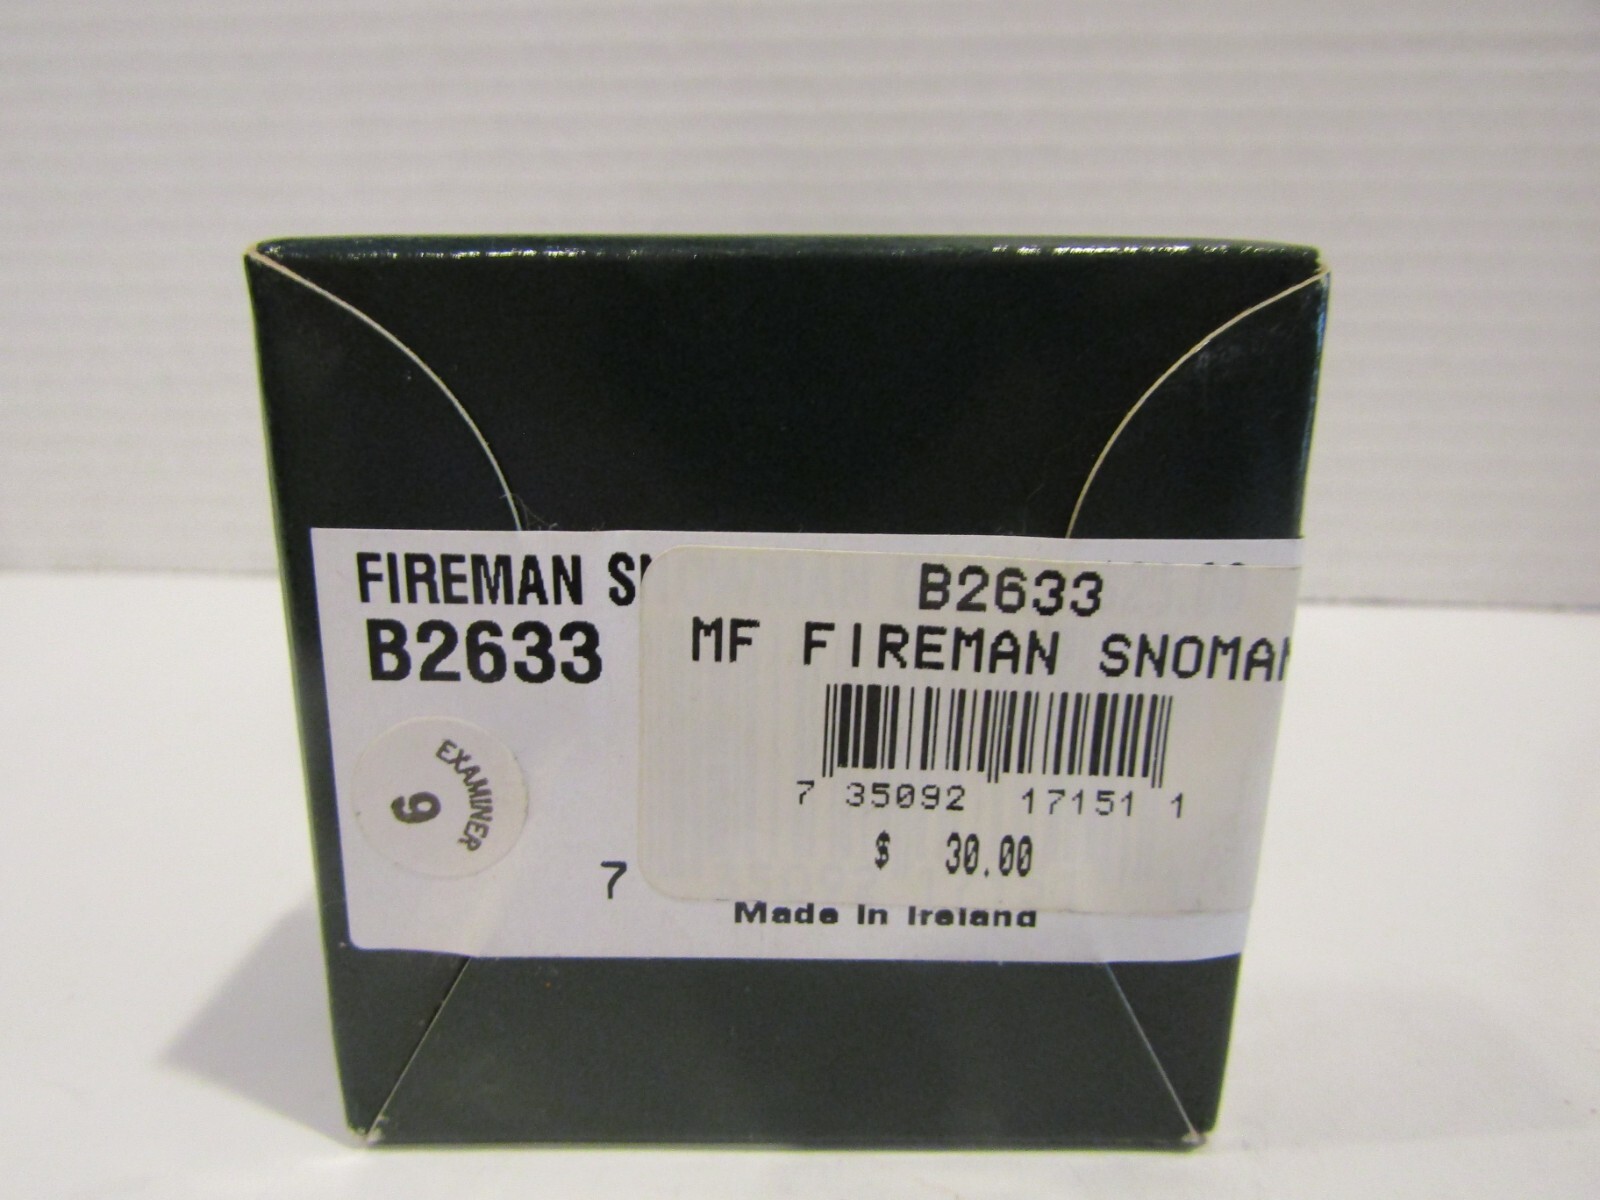 FIREMAN
B2633
EXAMINER
9
7
Made In Ireland
B2633
MF FIREMAN SNOMAN
7 35092 17151 1
$ 30.00